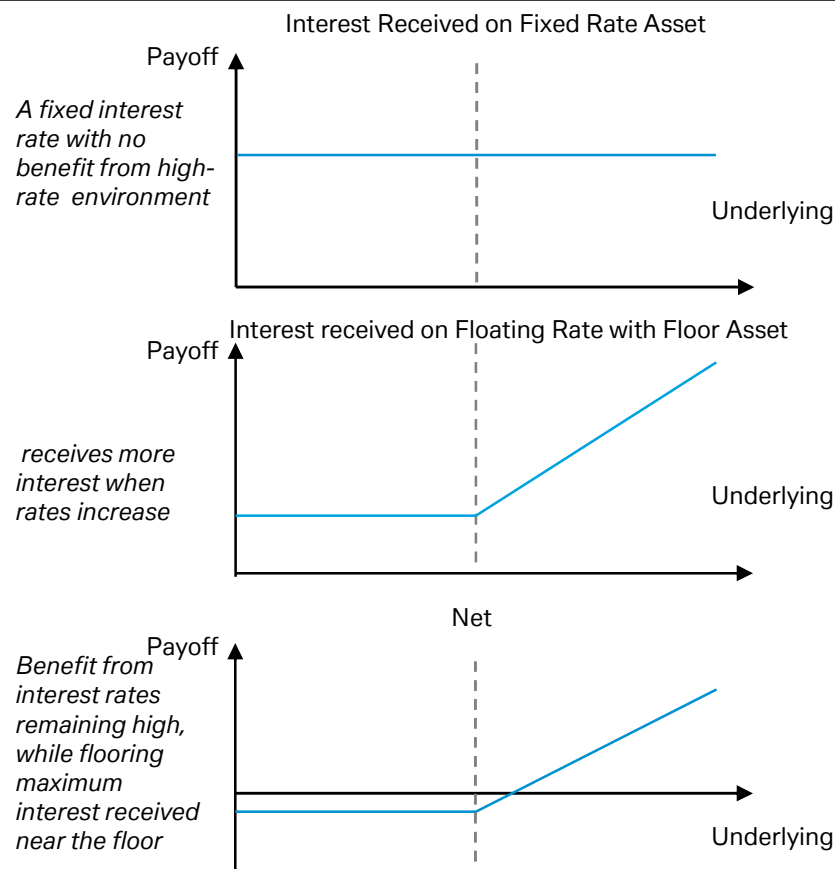 Interest Received on Fixed Rate Asset
Payoff
A fixed interest
rate with no
benefit from high-
rate environment
Underlying
Interest received on Floating Rate with Floor Asset
Payoff
receives more
interest when
rates increase
Underlying
Net
Payoff
Benefit from
interest rates
remaining high,
while flooring
maximum
interest received
near the floor
Underlying